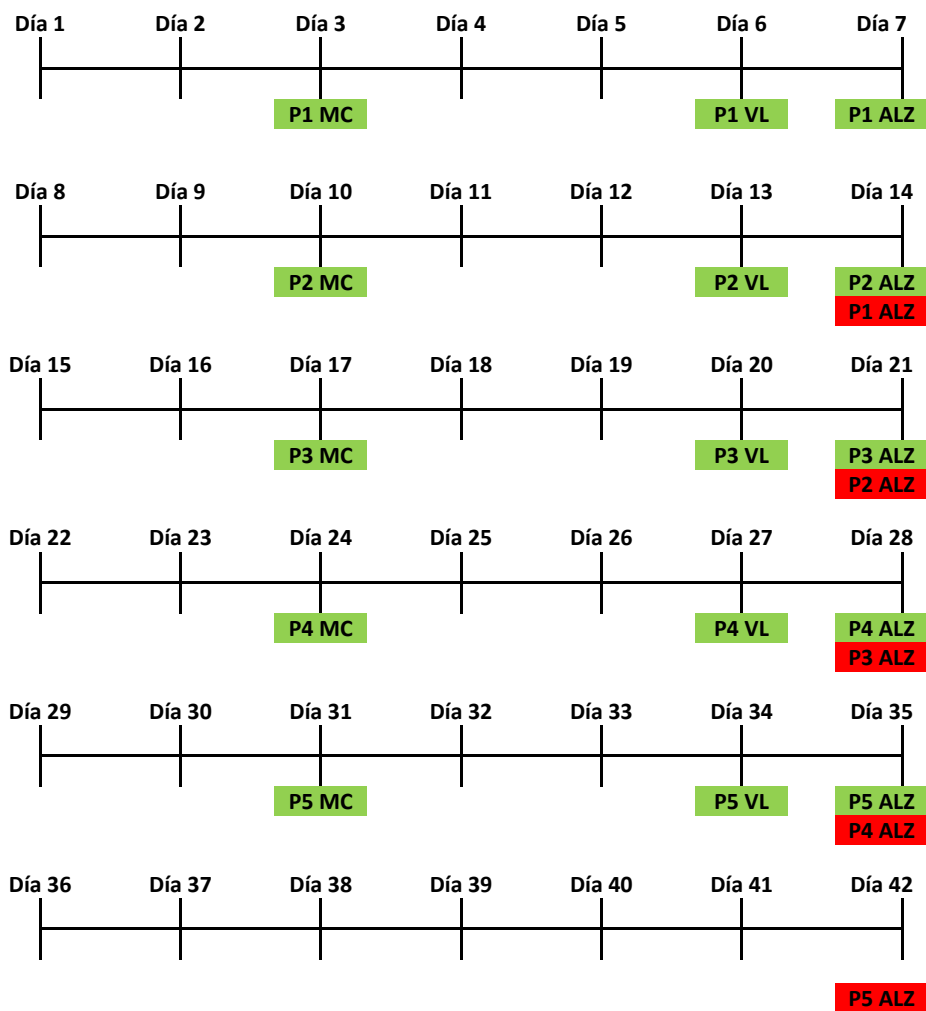 Día 1 Día 2 Día 3 Día 4 Día 5 Día 6 Día 7
P1 MC P1 VL P1 ALZ
Día 8 Día 9 Día 10 Día 11 Día 12 Día 13 Día 14
P2 MC P2 VL P2 ALZ
P1 ALZ
Día 15 Día 16 Día 17 Día 18 Día 19 Día 20 Día 21
P3 MC P3 VL P3 ALZ
P2 ALZ
Día 22 Día 23 Día 24 Día 25 Día 26 Día 27 Día 28
P4 MC P4 VL P4 ALZ
P3 ALZ
Día 29 Día 30 Día 31 Día 32 Día 33 Día 34 Día 35
P5 MC P5 VL P5 ALZ
P4 ALZ
Día 36 Día 37 Día 38 Día 39 Día 40 Día 41 Día 42
P5 ALZ